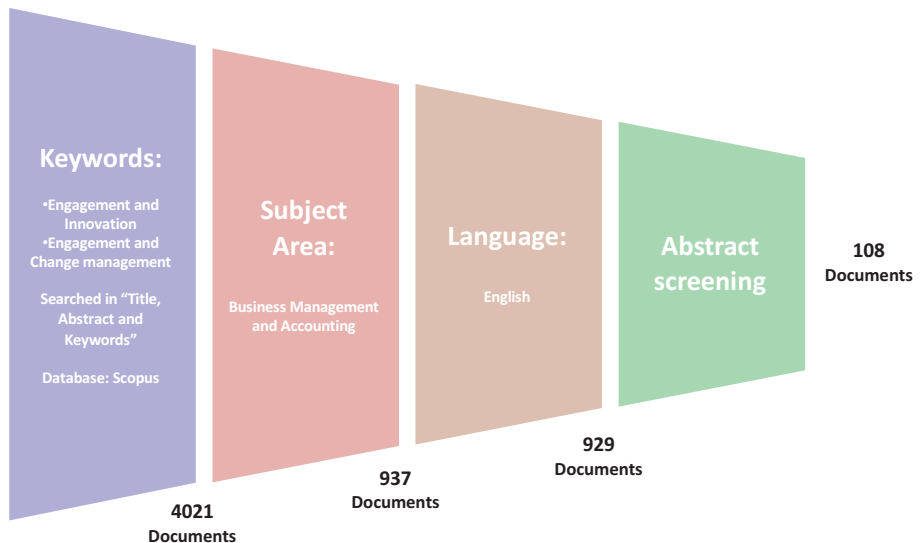 Keywords:
•Engagement and
Innovation
•Engagement and
Change management
Searched in “Title,
Abstract and
Keywords”
Database: Scopus
4021
Documents
Subject
Area:
Business Management
and Accounting
937
Documents
Language:
English
929
Documents
Abstract
screening
108
Documents